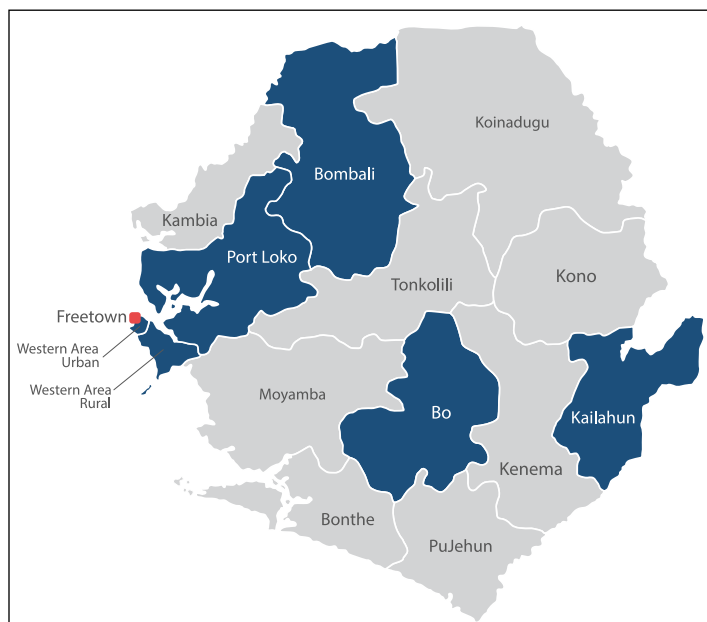 Koinadugu
Bombali
Kambia
Port Loko
Kono
Tonkolili
Freetown
Western Area
Urban
Western Area
Rural
Moyamba
Bo
Kailahun
Kenema
Bonthe
PuJehun